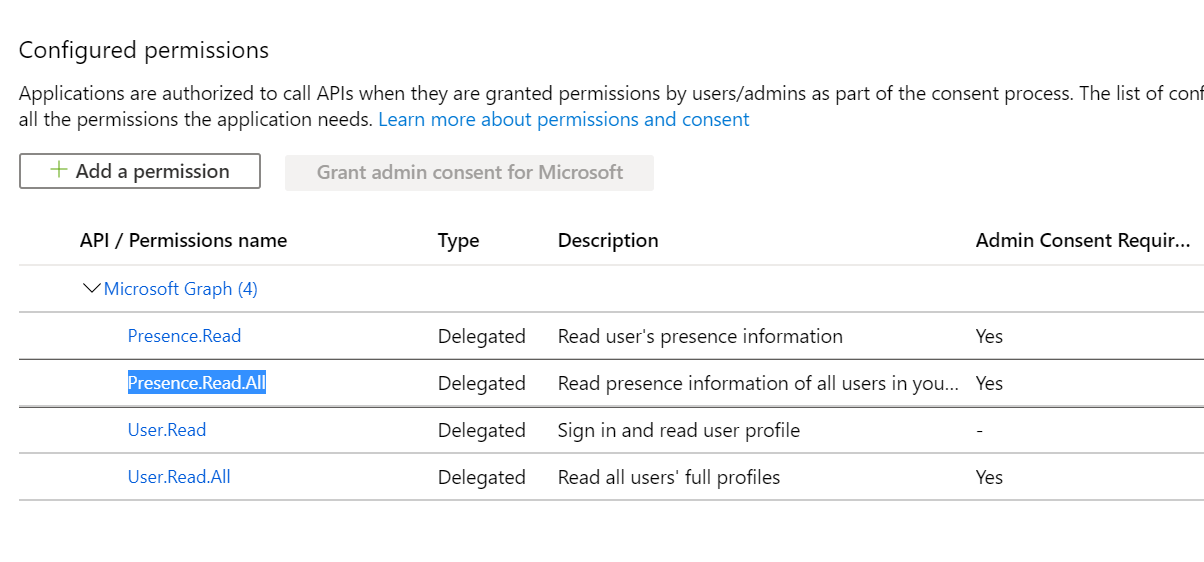 Configured permissions
Applications are authorized to call APIs when they are granted permissions by users/admins as part of the consent process. The list of conf
all the permissions the application needs. Learn more about permissions and consent
+ Add a permission Grant admin consent for Microsoft
API / Permissions name Type Description Admin Consent Requir...
Microsoft Graph (4)
Presence.Read Delegated Read user's presence information Yes
Presence.Read.All Delegated Read presence information of all users in you... Yes
User.Read Delegated Sign in and read user profile -
User.Read.All Delegated Read all users' full profiles Yes